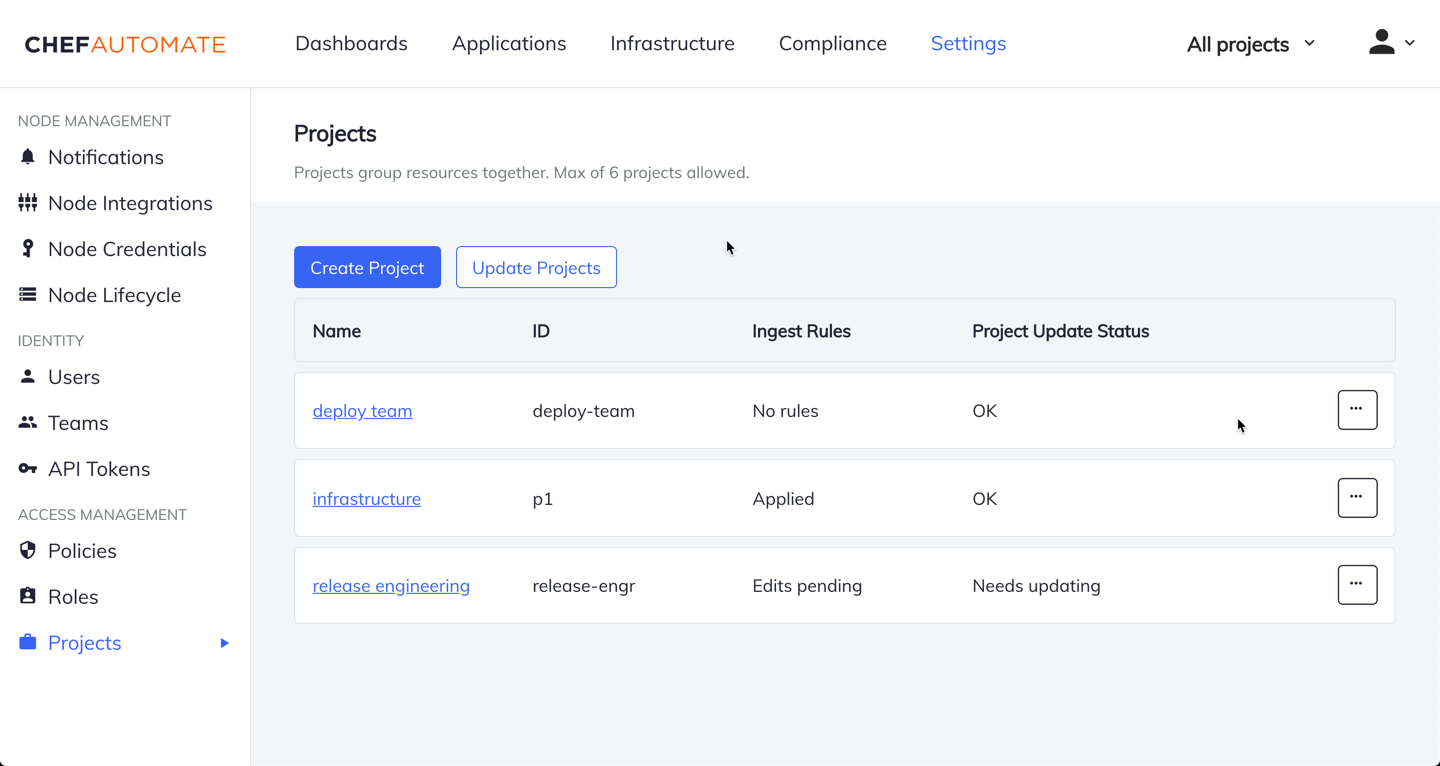 CHEFAUTOMATE Dashboards Applications Infrastructure Compliance Settings All projects
NODE MANAGEMENT
Notifications
Node Integrations
Node Credentials
Node Lifecycle
IDENTITY
Users
Teams
API Tokens
ACCESS MANAGEMENT
Policies
Roles
Projects
Projects
Projects group resources together. Max of 6 projects allowed.
Create Project Update Projects
Name ID Ingest Rules Project Update Status
deploy team deploy-team No rules OK
infrastructure p1 Applied OK
release engineering release-engr Edits pending Needs updating